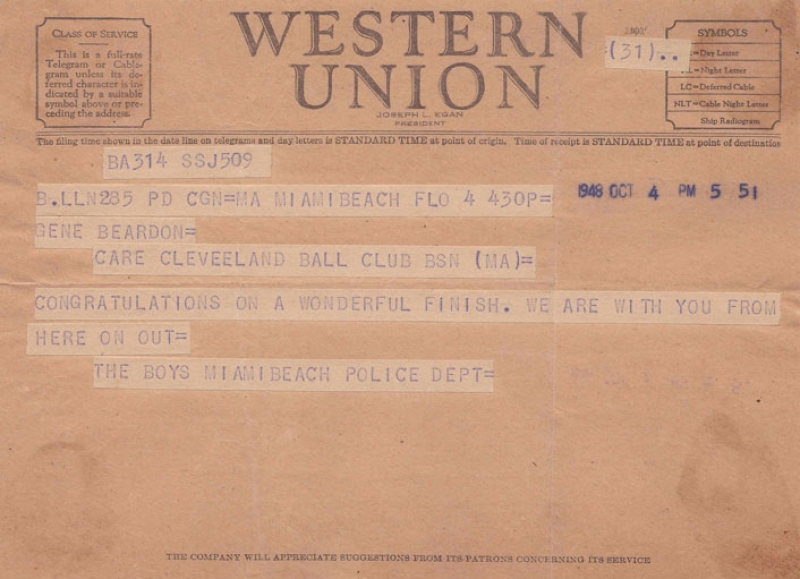 CLASS OF SERVICE
This is a full-rate
Telegram or Cable-
gram unless its de-
ferred character is in-
dicated by a suitable
symbol above or pre-
ceding the address.
WESTERN
UNION
JOSEPH L. EGAN
PRESIDENT
(31)..
SYMBOLS
=Day Letter
=Night Letter
LC=Deferred Cable
NLT=Cable Night Letter
Ship Radiogram
The filing time shown in the date line on telegrams and day letters is STANDARD TIME at point of origin. Time of receipt is STANDARD TIME at point of destination
BA314 SSJ509
B.LLN285 PD CGN=MA MIAMIBEACH FLO 4 430P=
1948 OCT 4 PM 5 51
GENE BEARDON=
CARE CLEVEELAND BALL CLUB BSN (MA)=
CONGRATULATIONS ON A WONDERFUL FINISH. WE ARE WITH YOU FROM
HERE ON OUT=
THE BOYS MIAMIBEACH POLICE DEPT=
THE COMPANY WILL APPRECIATE SUGGESTIONS FROM ITS PATRONS CONCERNING ITS SERVICE